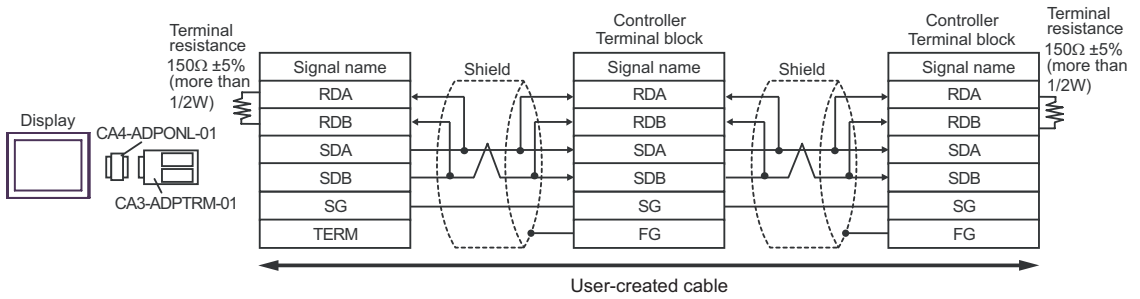 Display
CA4-ADPONL-01
CA3-ADPTRM-01
Terminal
resistance
150Ω ±5%
(more than
1/2W)
Signal name
RDA
RDB
SDA
SDB
SG
TERM
Shield
Controller
Terminal block
Signal name
RDA
RDB
SDA
SDB
SG
FG
Shield
Controller
Terminal block
Signal name
RDA
RDB
SDA
SDB
SG
FG
Terminal
resistance
150Ω ±5%
(more than
1/2W)
User-created cable